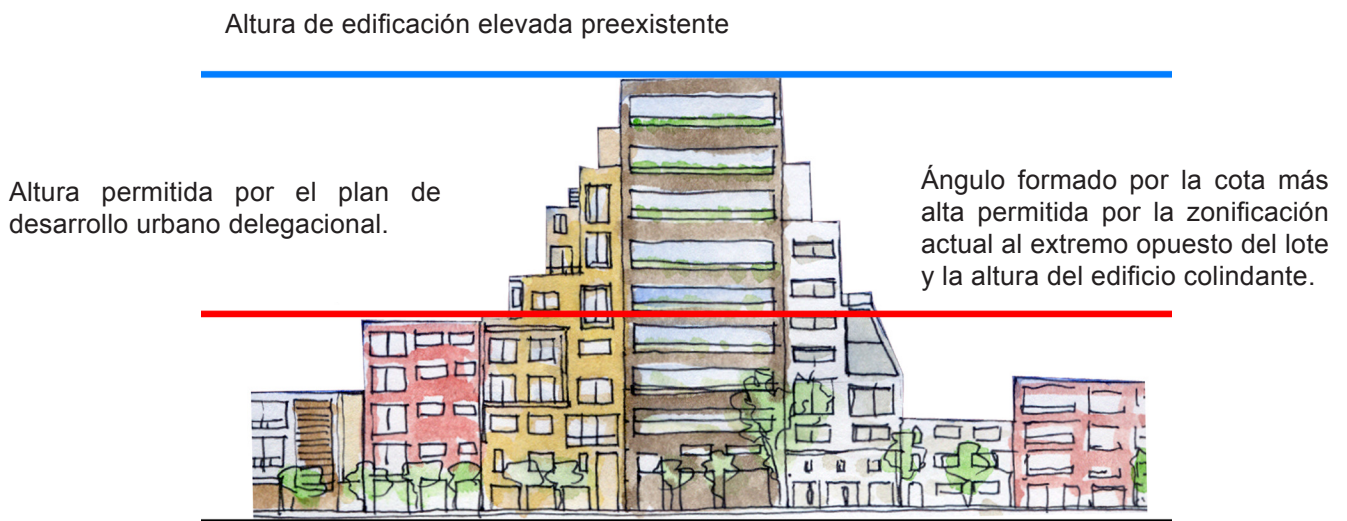 Altura de edificación elevada preexistente
Altura permitida por el plan de
desarrollo urbano delegacional.
Ángulo formado por la cota más
alta permitida por la zonificación
actual al extremo opuesto del lote
y la altura del edificio colindante.